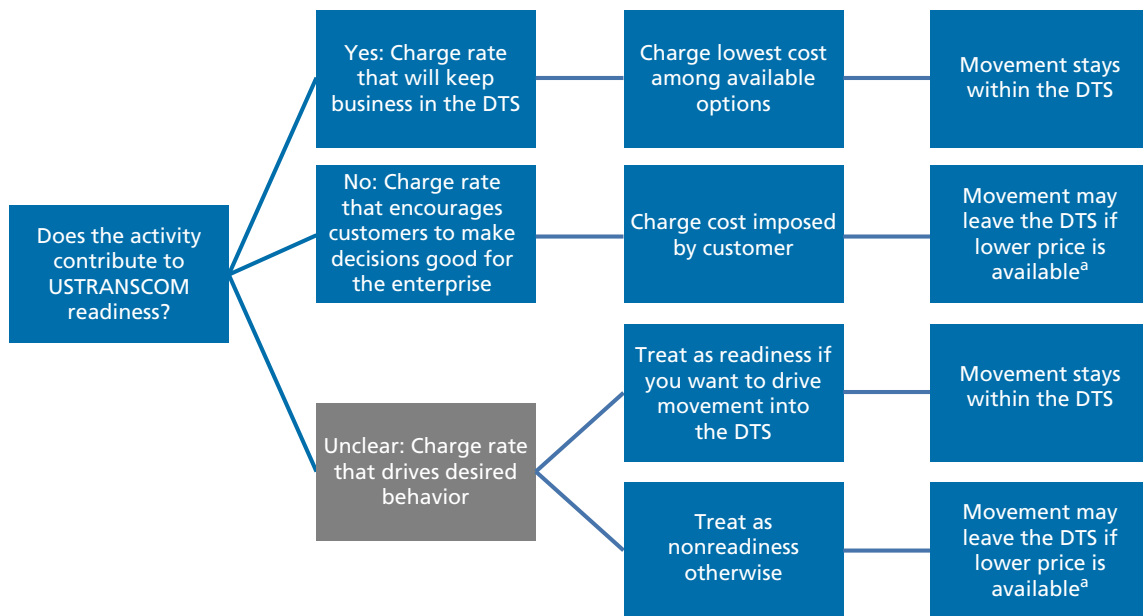 Does the activity
contribute to
USTRANSCOM
readiness?
Yes: Charge rate
that will keep
business in the DTS
Charge lowest cost
among available
options
Movement stays
within the DTS
No: Charge rate
that encourages
customers to make
decisions good for
the enterprise
Charge cost imposed
by customer
Movement may
leave the DTS if
lower price is
availableᵃ
Unclear: Charge rate
that drives desired
behavior
Treat as readiness if
you want to drive
movement into
the DTS
Movement stays
within the DTS
Treat as
nonreadiness
otherwise
Movement may
leave the DTS if
lower price is
availableᵃ